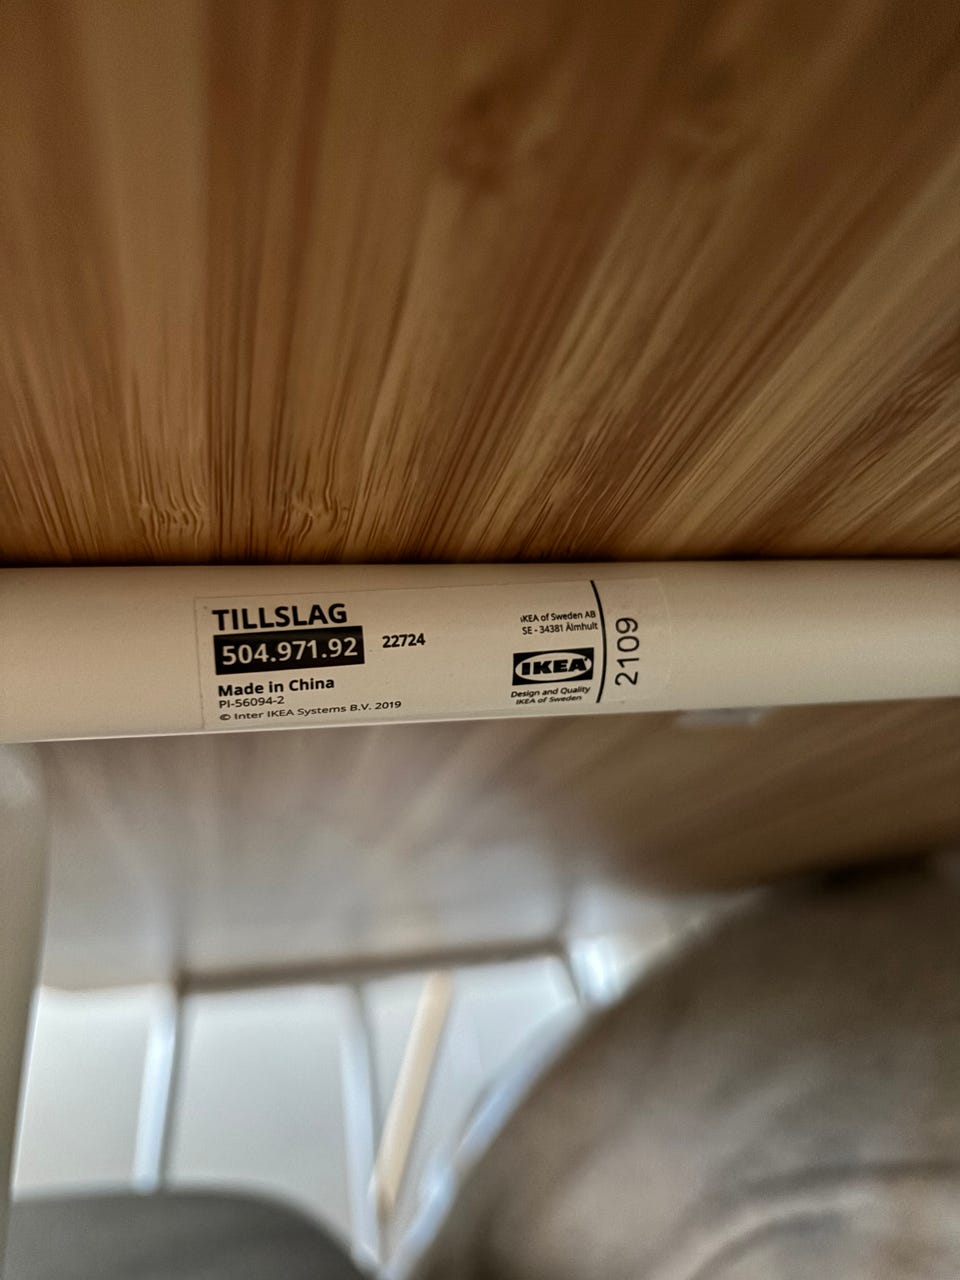 TILLSLAG
504.971.92
22724
Made in China
PI-56094-2
© Inter IKEA Systems B.V. 2019
IKEA of Sweden AB
SE - 34381 Älmhult
IKEA
Design and Quality
IKEA of Sweden
2109